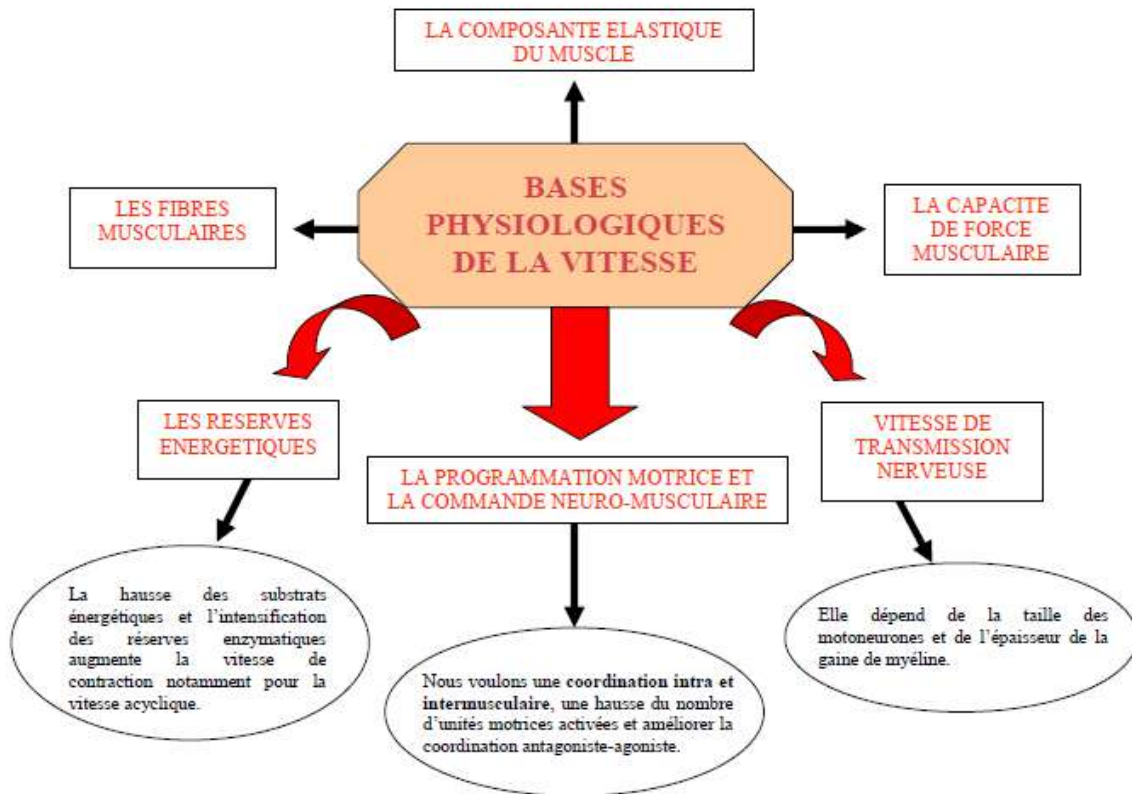 LA COMPOSANTE ELASTIQUE
DU MUSCLE
BASES
PHYSIOLOGIQUES
DE LA VITESSE
LES FIBRES
MUSCULAIRES
LA CAPACITE
DE FORCE
MUSCULAIRE
LES RESERVES
ENERGETIQUES
LA PROGRAMMATION MOTRICE ET
LA COMMANDE NEURO-MUSCULAIRE
VITESSE DE
TRANSMISSION
NERVEUSE
La hausse des substrats
énergétiques et l’intensification
des réserves enzymatiques
augmente la vitesse de
contraction notamment pour la
vitesse acyclique.
Nous voulons une coordination intra et
intermusculaire, une hausse du nombre
d’unités motrices activées et améliorer la
coordination antagoniste-agoniste.
Elle dépend de la taille des
motoneurones et de l’épaisseur de la
gaine de myéline.